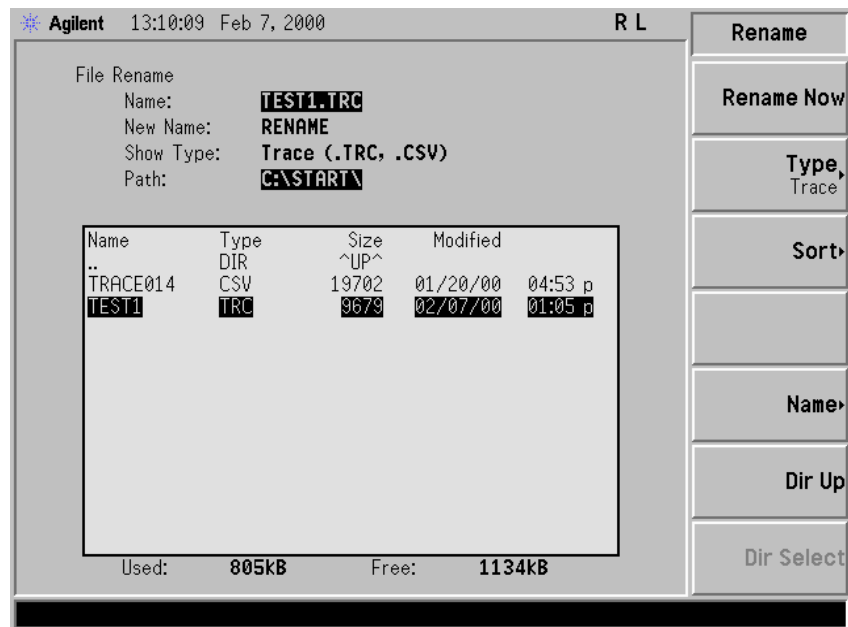 Agilent 13:10:09 Feb 7, 2000 R L
File Rename
Name: TEST1.TRC
New Name: RENAME
Show Type: Trace (.TRC, .CSV)
Path: C:\START\
Name Type Size Modified
.. DIR ^UP^
TRACE014 CSV 19702 01/20/00 04:53 p
TEST1 TRC 9679 02/07/00 01:05 p
Used: 805kB Free: 1134kB
Rename
Rename Now
Type
Trace
Sort
Name
Dir Up
Dir Select